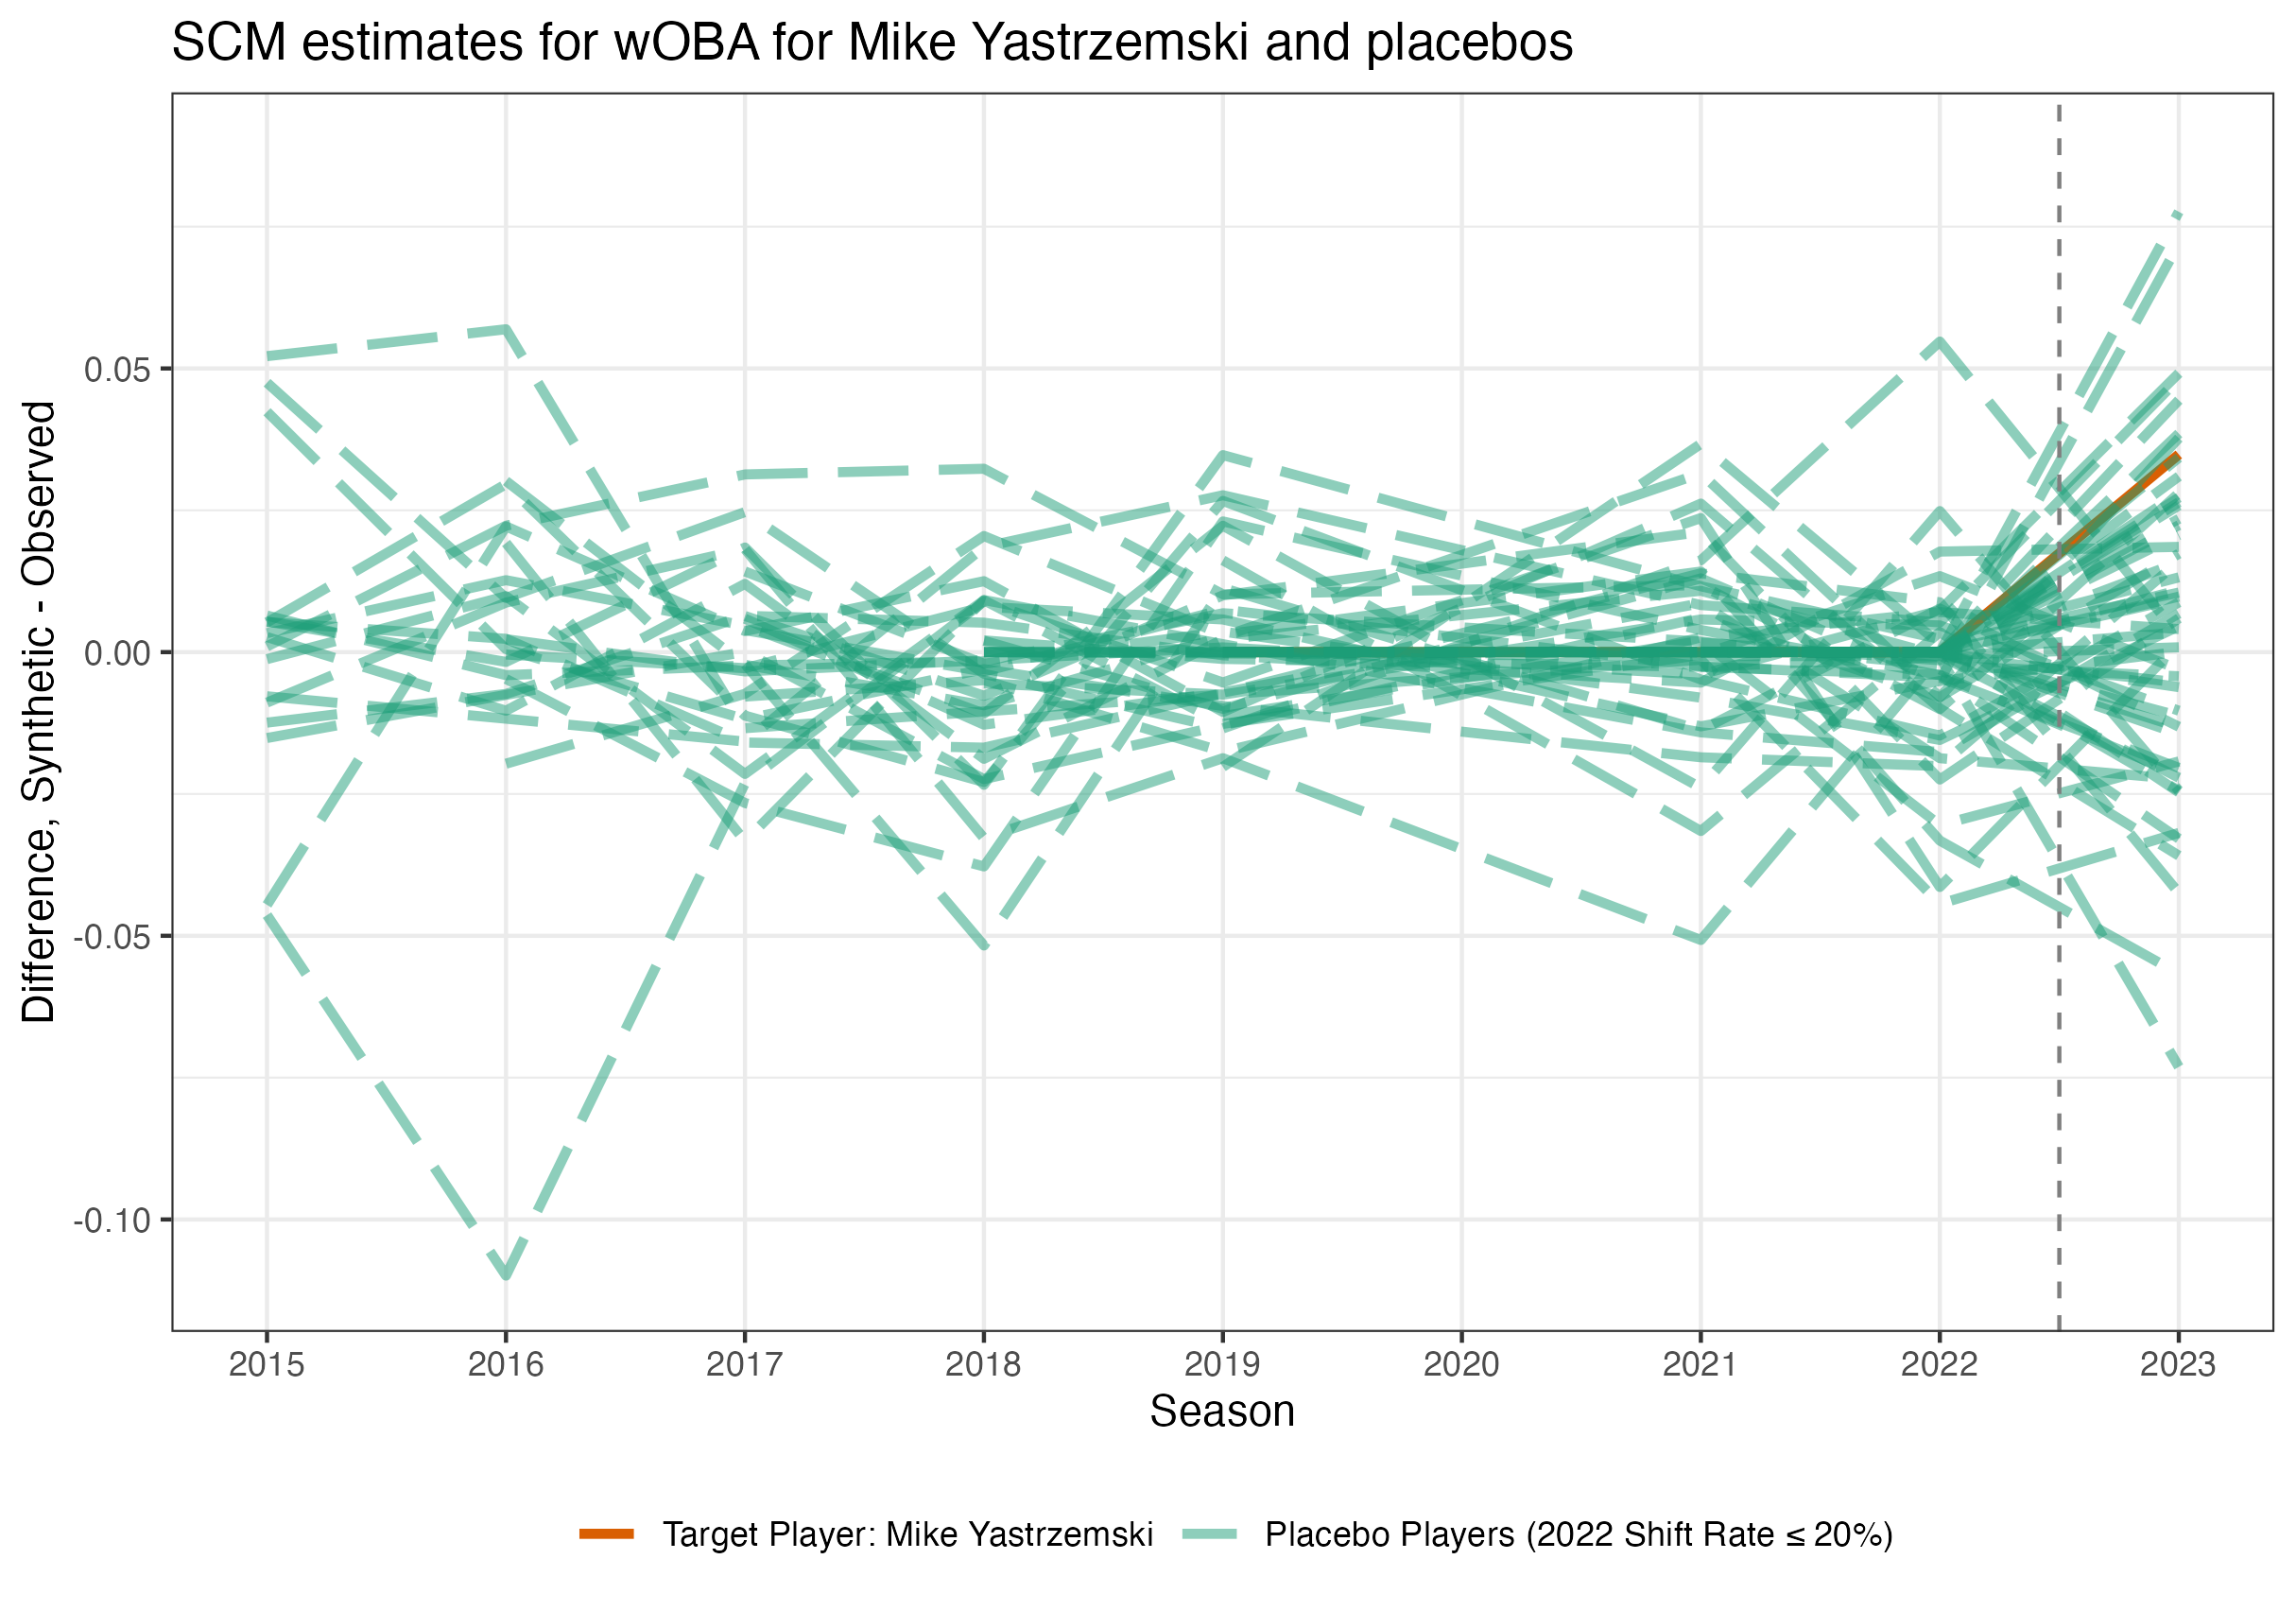 SCM estimates for wOBA for Mike Yastrzemski and placebos
Difference, Synthetic - Observed
0.05
0.00
-0.05
-0.10
2015 2016 2017 2018 2019 2020 2021 2022 2023
Season
Target Player: Mike Yastrzemski Placebo Players (2022 Shift Rate ≤ 20%)